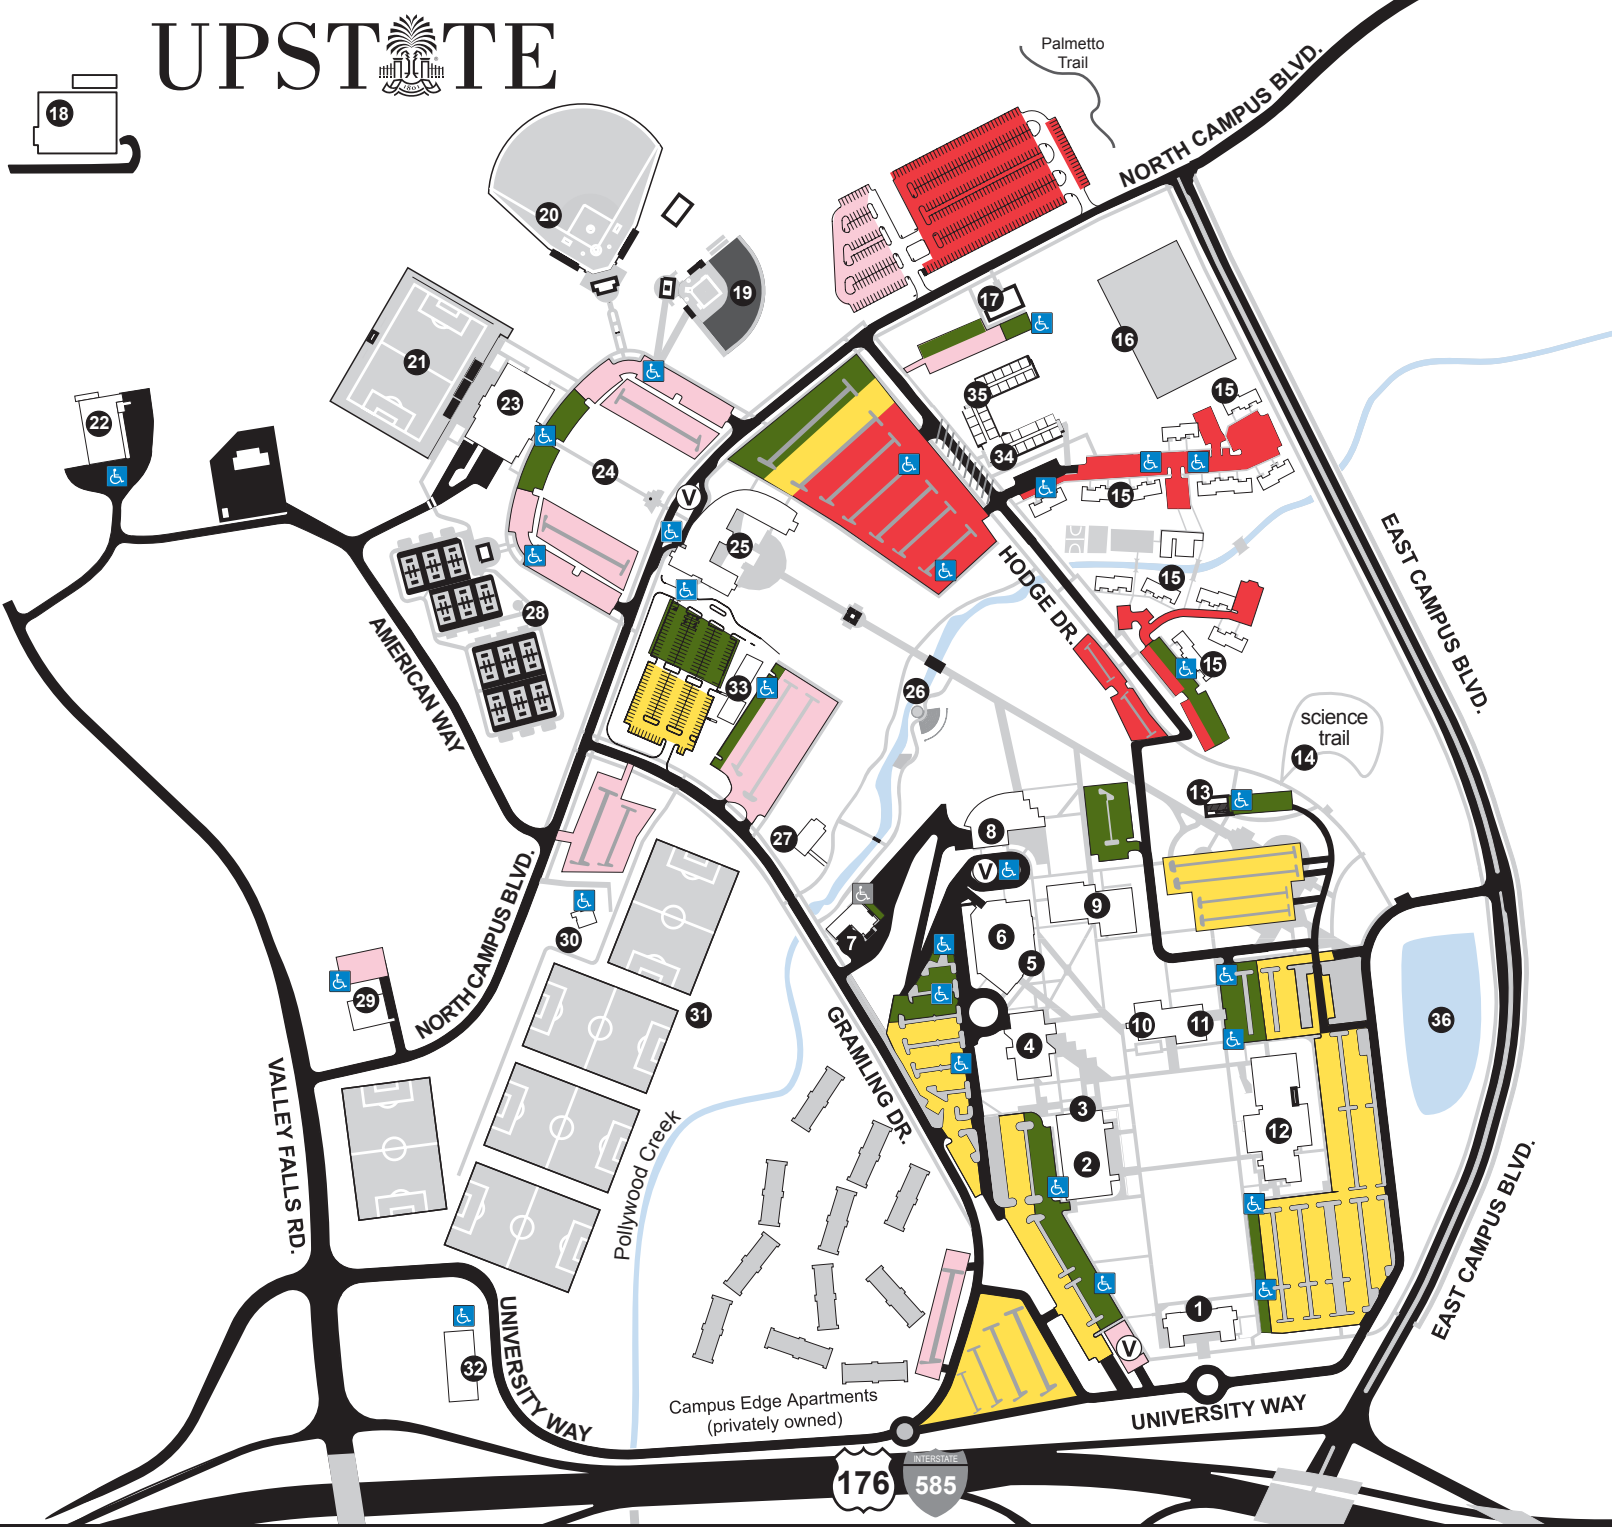 UPSTATE
1801
Palmetto
Trail
NORTH CAMPUS BLVD.
18
20
19
17
16
21
15
23
35
22
34
24
15
V
25
EAST CAMPUS BLVD.
HODGE DR.
15
28
AMERICAN WAY
15
33
26
science
trail
14
13
27
8
V
9
NORTH CAMPUS BLVD.
30
7
6
5
29
31
GRAMLING DR.
10
11
36
4
VALLEY FALLS RD.
3
Pollywood Creek
12
2
EAST CAMPUS BLVD.
1
V
UNIVERSITY WAY
32
Campus Edge Apartments
(privately owned)
UNIVERSITY WAY
176
INTERSTATE
585